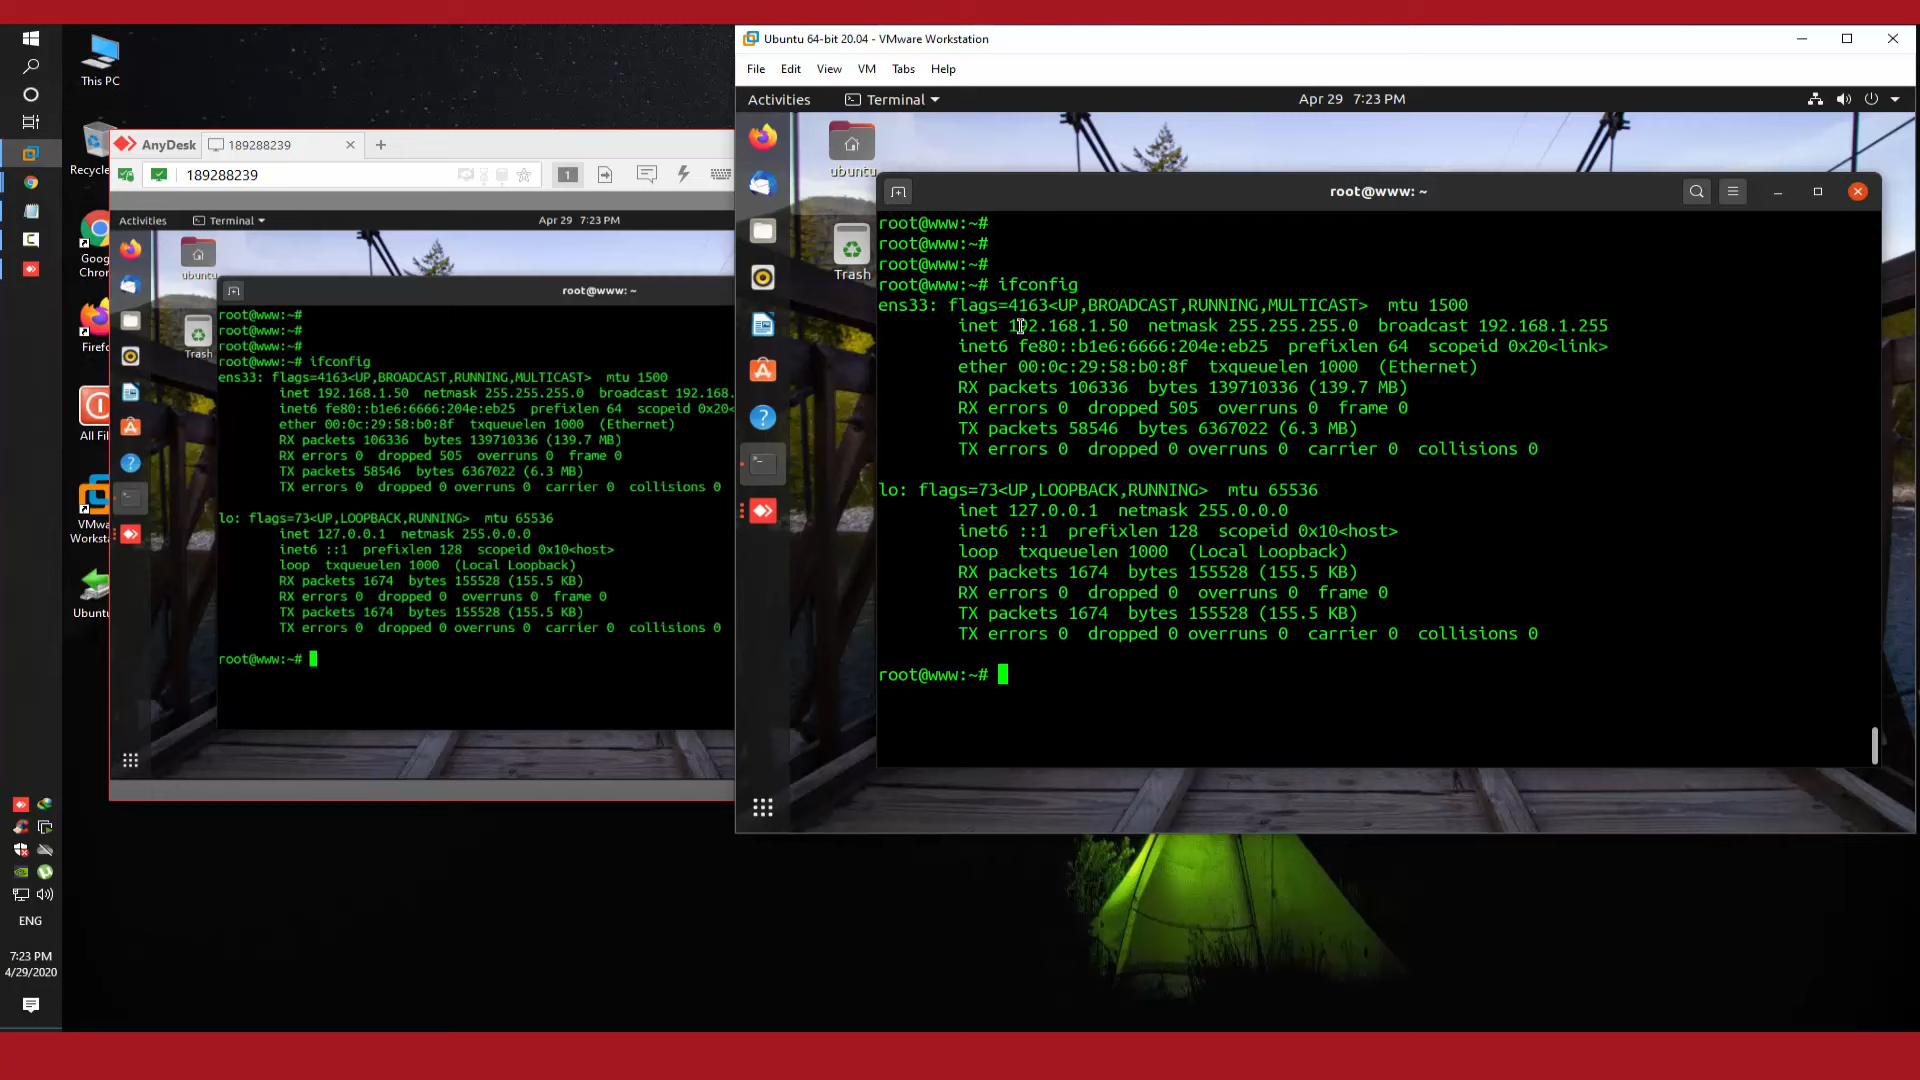 This PC
Recycle
Goog
Chron
Firefo
All Fil
VMw
Worksta
Ubuntu
ENG
7:23 PM
4/29/2020
AnyDesk
189288239
189288239
1
Activities
Terminal
Apr 29 7:23 PM
ubuntu
Trash
root@www: ~
root@www:~#
root@www:~#
root@www:~#
root@www:~# ifconfig
ens33: flags=4163<UP,BROADCAST,RUNNING,MULTICAST> mtu 1500
inet 192.168.1.50 netmask 255.255.255.0 broadcast 192.168.
inet6 fe80::b1e6:6666:204e:eb25 prefixlen 64 scopeid 0x20<
ether 00:0c:29:58:b0:8f txqueuelen 1000 (Ethernet)
RX packets 106336 bytes 139710336 (139.7 MB)
RX errors 0 dropped 505 overruns 0 frame 0
TX packets 58546 bytes 6367022 (6.3 MB)
TX errors 0 dropped 0 overruns 0 carrier 0 collisions 0
lo: flags=73<UP,LOOPBACK,RUNNING> mtu 65536
inet 127.0.0.1 netmask 255.0.0.0
inet6 ::1 prefixlen 128 scopeid 0x10<host>
loop txqueuelen 1000 (Local Loopback)
RX packets 1674 bytes 155528 (155.5 KB)
RX errors 0 dropped 0 overruns 0 frame 0
TX packets 1674 bytes 155528 (155.5 KB)
TX errors 0 dropped 0 overruns 0 carrier 0 collisions 0
root@www:~#
Ubuntu 64-bit 20.04 - VMware Workstation
File Edit View VM Tabs Help
Activities
Terminal
Apr 29 7:23 PM
ubuntu
Trash
root@www: ~
root@www:~#
root@www:~#
root@www:~#
root@www:~# ifconfig
ens33: flags=4163<UP,BROADCAST,RUNNING,MULTICAST> mtu 1500
inet 192.168.1.50 netmask 255.255.255.0 broadcast 192.168.1.255
inet6 fe80::b1e6:6666:204e:eb25 prefixlen 64 scopeid 0x20<link>
ether 00:0c:29:58:b0:8f txqueuelen 1000 (Ethernet)
RX packets 106336 bytes 139710336 (139.7 MB)
RX errors 0 dropped 505 overruns 0 frame 0
TX packets 58546 bytes 6367022 (6.3 MB)
TX errors 0 dropped 0 overruns 0 carrier 0 collisions 0
lo: flags=73<UP,LOOPBACK,RUNNING> mtu 65536
inet 127.0.0.1 netmask 255.0.0.0
inet6 ::1 prefixlen 128 scopeid 0x10<host>
loop txqueuelen 1000 (Local Loopback)
RX packets 1674 bytes 155528 (155.5 KB)
RX errors 0 dropped 0 overruns 0 frame 0
TX packets 1674 bytes 155528 (155.5 KB)
TX errors 0 dropped 0 overruns 0 carrier 0 collisions 0
root@www:~#